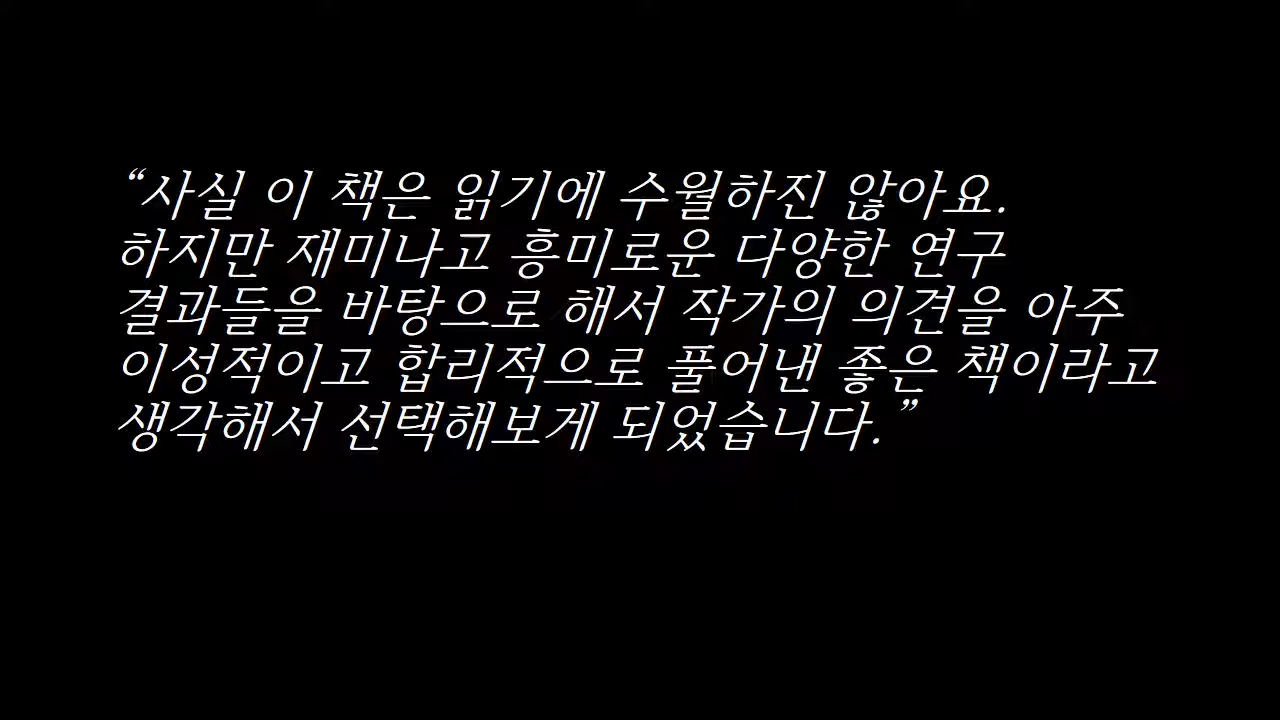 “사실 이 책은 읽기에 수월하진 않아요.
하지만 재미나고 흥미로운 다양한 연구
결과들을 바탕으로 해서 작가의 의견을 아주
이성적이고 합리적으로 풀어낸 좋은 책이라고
생각해서 선택해보게 되었습니다.”